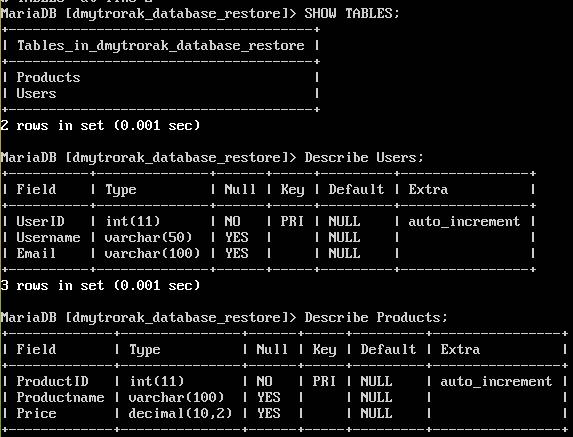 MariaDB [dmytrorak_database_restore]> SHOW TABLES;
+--------------------------------------+
| Tables_in_dmytrorak_database_restore |
+--------------------------------------+
| Products                             |
| Users                                |
+--------------------------------------+
2 rows in set (0.001 sec)
MariaDB [dmytrorak_database_restore]> Describe Users;
+----------+--------------+------+-----+---------+----------------+
| Field    | Type         | Null | Key | Default | Extra          |
+----------+--------------+------+-----+---------+----------------+
| UserID   | int(11)      | NO   | PRI | NULL    | auto_increment |
| Username | varchar(50)  | YES  |     | NULL    |                |
| Email    | varchar(100) | YES  |     | NULL    |                |
+----------+--------------+------+-----+---------+----------------+
3 rows in set (0.001 sec)
MariaDB [dmytrorak_database_restore]> Describe Products;
+-------------+---------------+------+-----+---------+----------------+
| Field       | Type          | Null | Key | Default | Extra          |
+-------------+---------------+------+-----+---------+----------------+
| ProductID   | int(11)       | NO   | PRI | NULL    | auto_increment |
| Productname | varchar(100)  | YES  |     | NULL    |                |
| Price       | decimal(10,2) | YES  |     | NULL    |                |
+-------------+---------------+------+-----+---------+----------------+